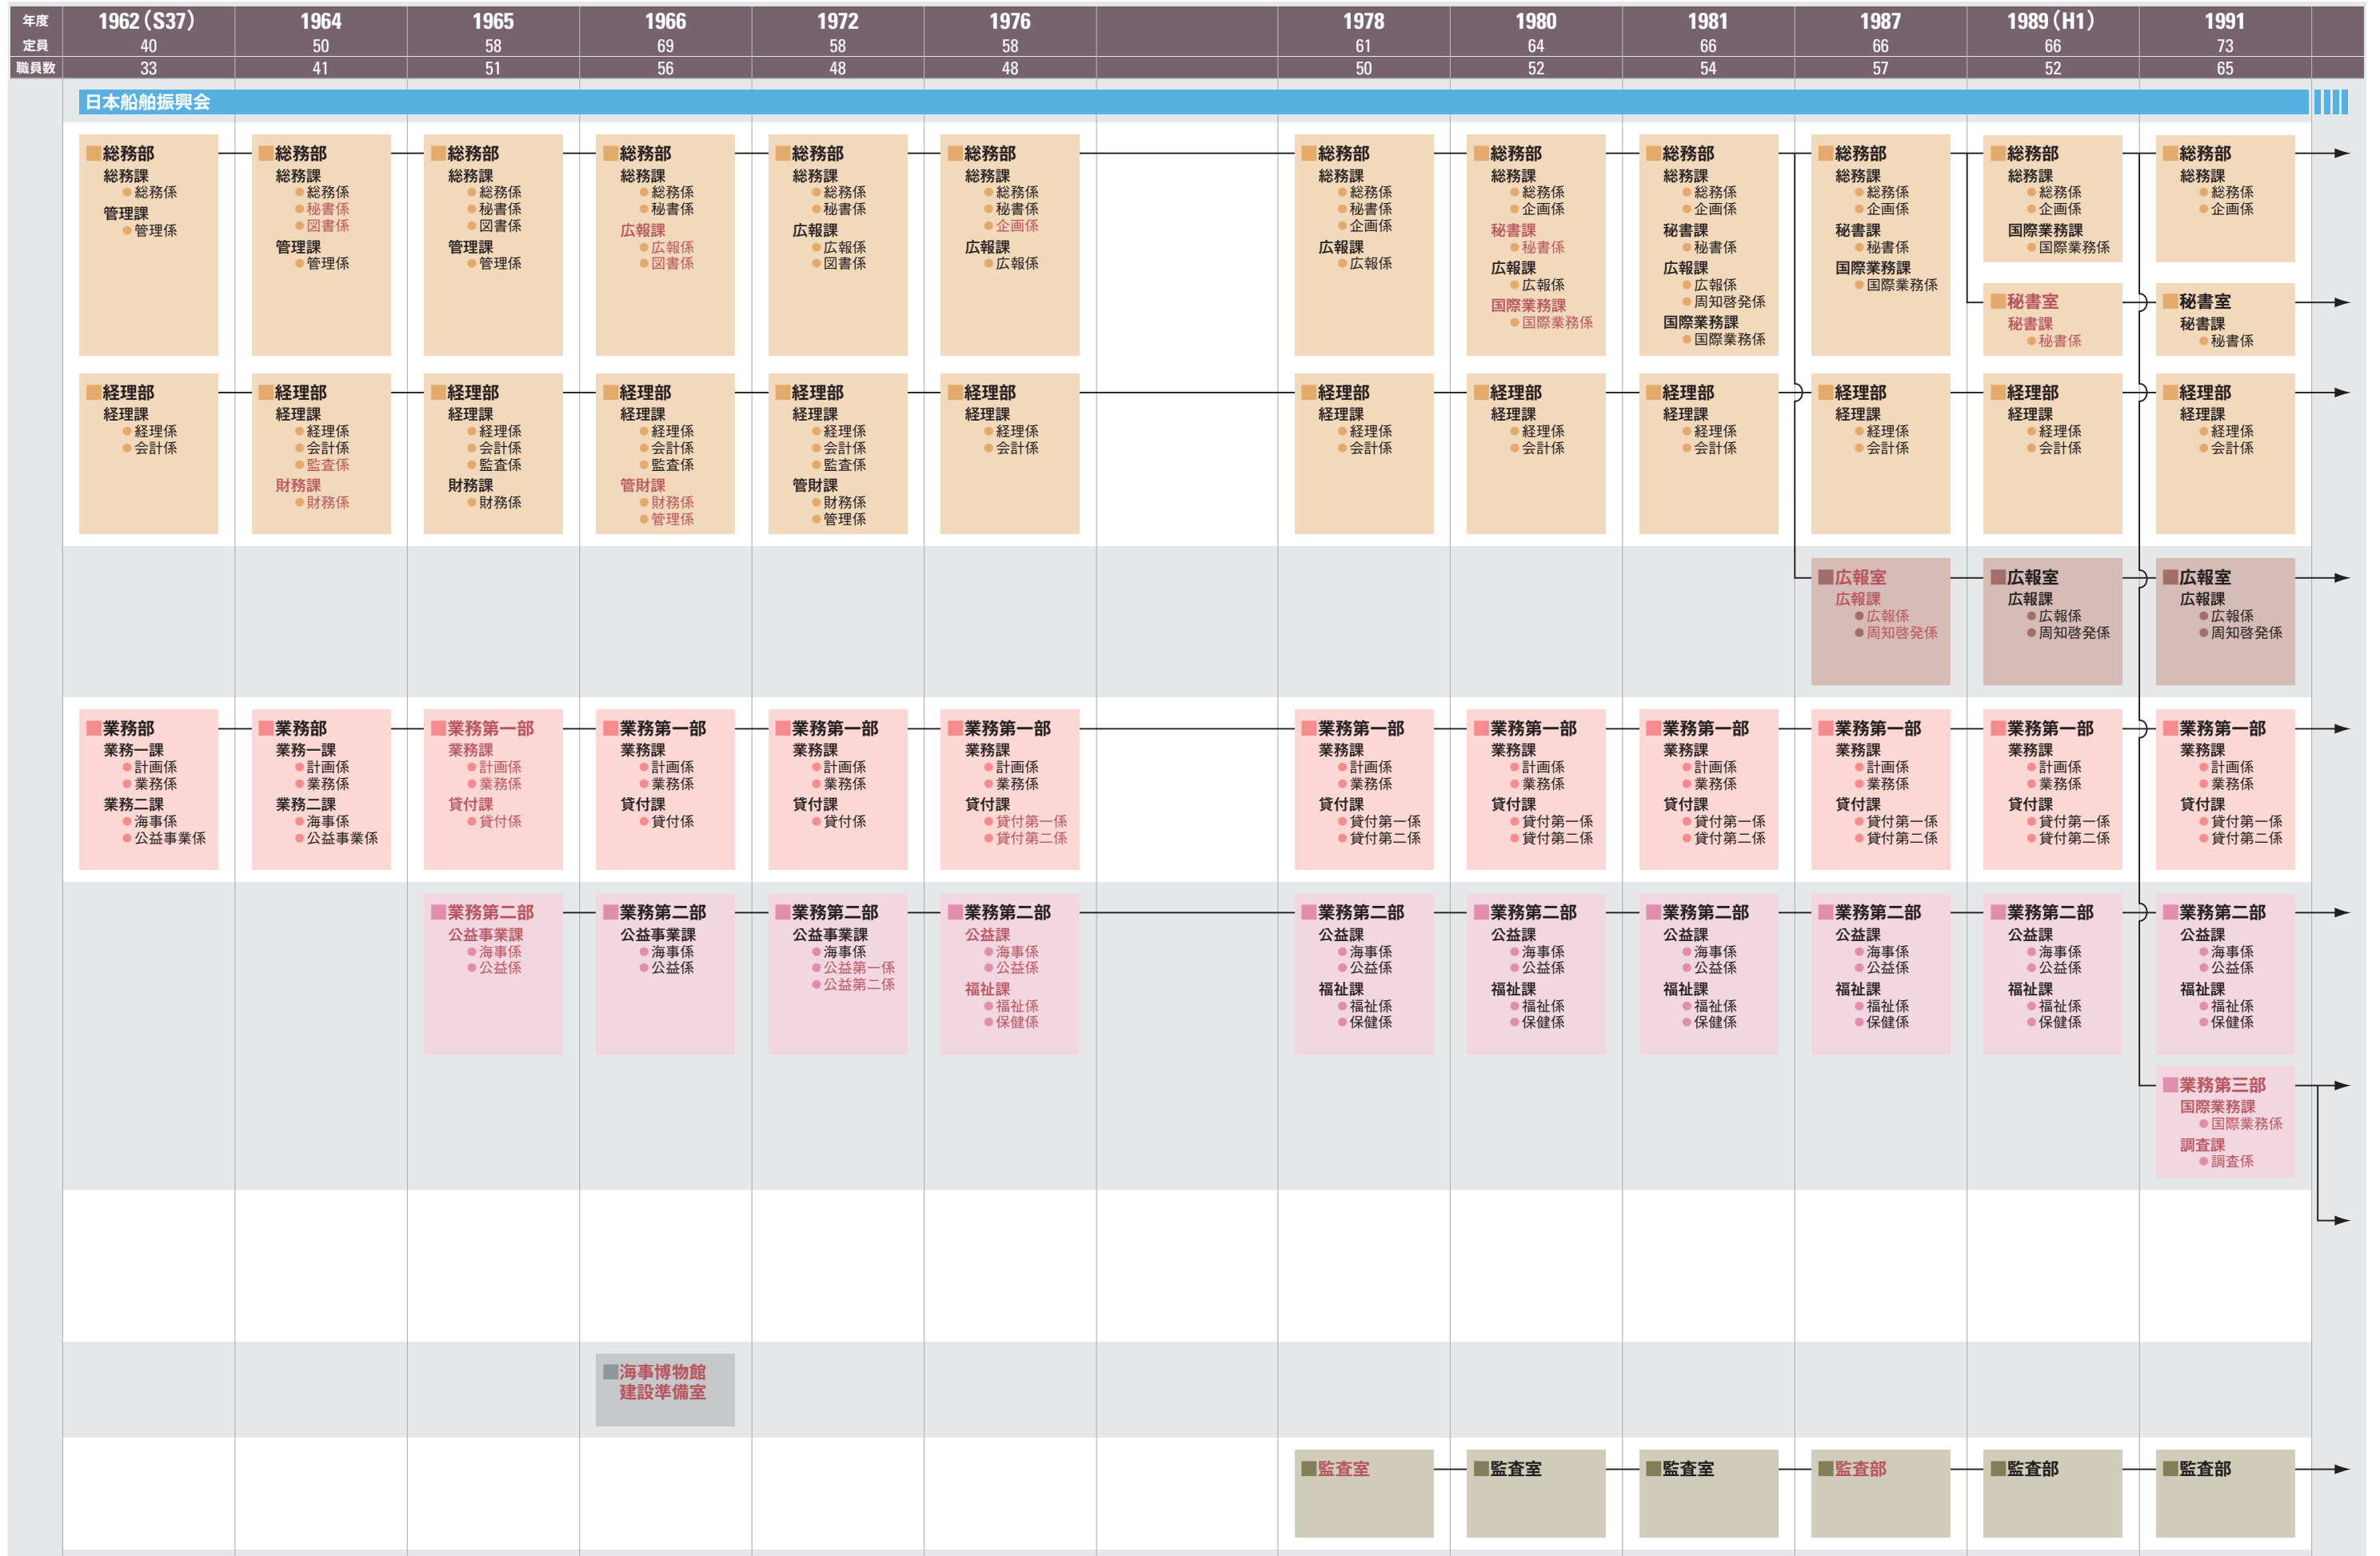 年度 1962（S37） 1964 1965 1966 1972 1976 1978 1980 1981 1987 1989（H1） 1991
定員 40 50 58 69 58 58 61 64 66 66 66 73
職員数 33 41 51 56 48 48 50 52 54 57 52 65
日本船舶振興会
総務部
総務課
総務係
管理課
管理係
総務部
総務課
総務係
秘書係
図書係
管理課
管理係
総務部
総務課
総務係
秘書係
図書係
管理課
管理係
総務部
総務課
総務係
秘書係
広報課
広報係
図書係
総務部
総務課
総務係
秘書係
広報課
広報係
図書係
総務部
総務課
総務係
秘書係
企画係
広報課
広報係
総務部
総務課
総務係
秘書係
企画係
広報課
広報係
総務部
総務課
総務係
企画係
秘書課
秘書係
広報課
広報係
国際業務課
国際業務係
総務部
総務課
総務係
企画係
秘書課
秘書係
広報課
広報係
周知啓発係
国際業務課
国際業務係
総務部
総務課
総務係
企画係
秘書課
秘書係
国際業務課
国際業務係
総務部
総務課
総務係
企画係
国際業務課
国際業務係
総務部
総務課
総務係
企画係
秘書室
秘書課
秘書係
秘書室
秘書課
秘書係
経理部
経理課
経理係
会計係
経理部
経理課
経理係
会計係
監査係
財務課
財務係
経理部
経理課
経理係
会計係
監査係
財務課
財務係
経理部
経理課
経理係
会計係
監査係
管財課
財務係
管理係
経理部
経理課
経理係
会計係
監査係
管財課
財務係
管理係
経理部
経理課
経理係
会計係
経理部
経理課
経理係
会計係
経理部
経理課
経理係
会計係
経理部
経理課
経理係
会計係
経理部
経理課
経理係
会計係
経理部
経理課
経理係
会計係
経理部
経理課
経理係
会計係
広報室
広報課
広報係
周知啓発係
広報室
広報課
広報係
周知啓発係
広報室
広報課
広報係
周知啓発係
業務部
業務一課
計画係
業務係
業務二課
海事係
公益事業係
業務部
業務一課
計画係
業務係
業務二課
海事係
公益事業係
業務第一部
業務課
計画係
業務係
貸付課
貸付係
業務第一部
業務課
計画係
業務係
貸付課
貸付係
業務第一部
業務課
計画係
業務係
貸付課
貸付係
業務第一部
業務課
計画係
業務係
貸付課
貸付第一係
貸付第二係
業務第一部
業務課
計画係
業務係
貸付課
貸付第一係
貸付第二係
業務第一部
業務課
計画係
業務係
貸付課
貸付第一係
貸付第二係
業務第一部
業務課
計画係
業務係
貸付課
貸付第一係
貸付第二係
業務第一部
業務課
計画係
業務係
貸付課
貸付第一係
貸付第二係
業務第一部
業務課
計画係
業務係
貸付課
貸付第一係
貸付第二係
業務第一部
業務課
計画係
業務係
貸付課
貸付第一係
貸付第二係
業務第二部
公益事業課
海事係
公益係
業務第二部
公益事業課
海事係
公益係
業務第二部
公益事業課
海事係
公益第一係
公益第二係
業務第二部
公益課
海事係
公益係
福祉課
福祉係
保健係
業務第二部
公益課
海事係
公益係
福祉課
福祉係
保健係
業務第二部
公益課
海事係
公益係
福祉課
福祉係
保健係
業務第二部
公益課
海事係
公益係
福祉課
福祉係
保健係
業務第二部
公益課
海事係
公益係
福祉課
福祉係
保健係
業務第二部
公益課
海事係
公益係
福祉課
福祉係
保健係
業務第二部
公益課
海事係
公益係
福祉課
福祉係
保健係
業務第三部
国際業務課
国際業務係
調査課
調査係
海事博物館
建設準備室
監査室
監査室
監査室
監査部
監査部
監査部